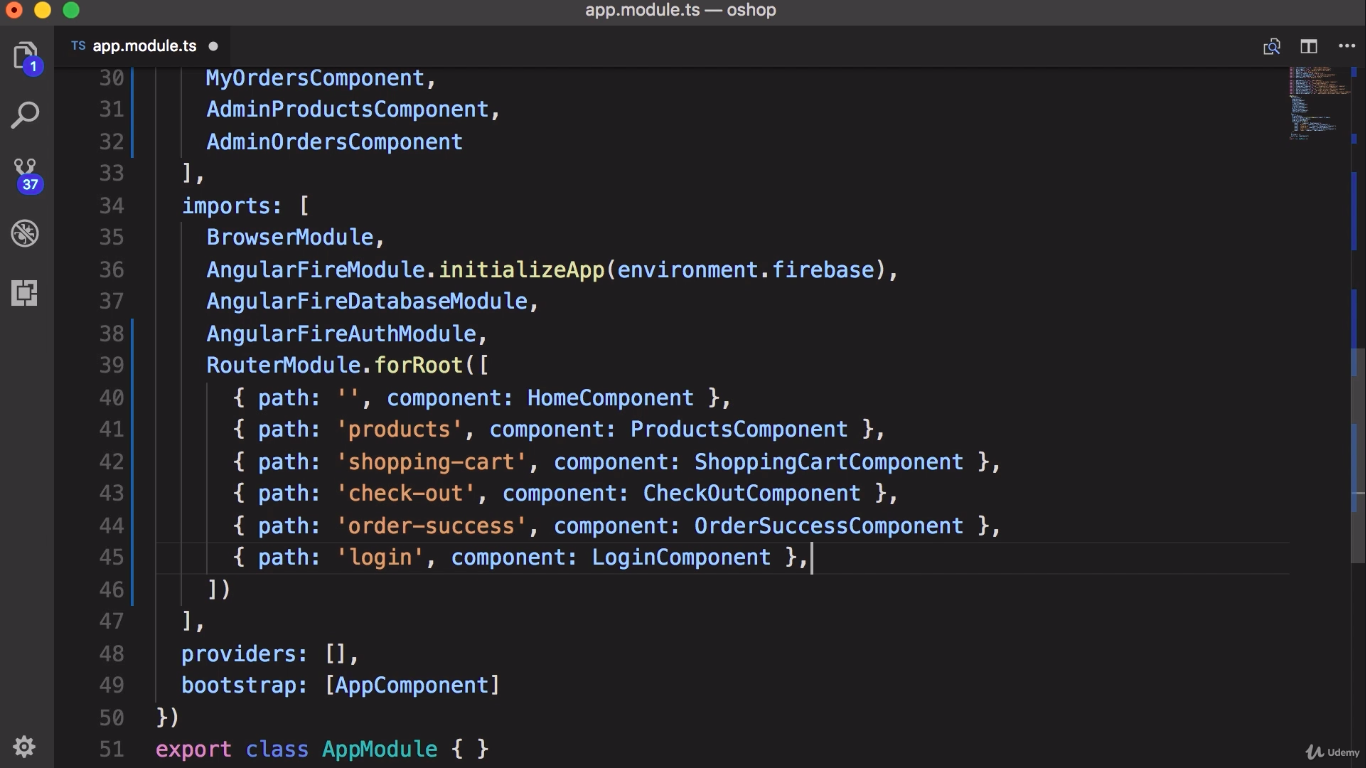 app.module.ts — oshop
TS app.module.ts
1
37
30 MyOrdersComponent,
31 AdminProductsComponent,
32 AdminOrdersComponent
33 ],
34 imports: [
35 BrowserModule,
36 AngularFireModule.initializeApp(environment.firebase),
37 AngularFireDatabaseModule,
38 AngularFireAuthModule,
39 RouterModule.forRoot([
40 { path: '', component: HomeComponent },
41 { path: 'products', component: ProductsComponent },
42 { path: 'shopping-cart', component: ShoppingCartComponent },
43 { path: 'check-out', component: CheckOutComponent },
44 { path: 'order-success', component: OrderSuccessComponent },
45 { path: 'login', component: LoginComponent },
46 ])
47 ],
48 providers: [],
49 bootstrap: [AppComponent]
50 })
51 export class AppModule { }
Udemy